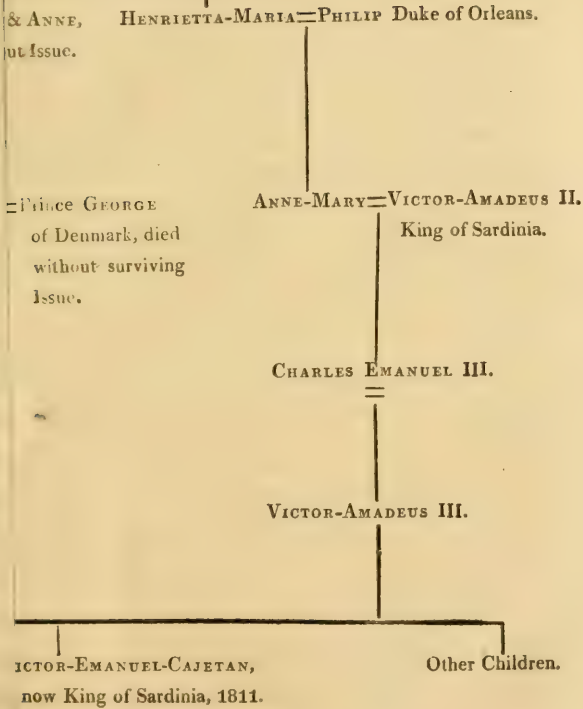 & ANNE,
HENRIETTA-MARIA=PHILIP Duke of Orleans.
ut Issue.
=Prince GEORGE
of Denmark, died
without surviving
Issue.
ANNE-MARY=VICTOR-AMADEUS II.
King of Sardinia.
CHARLES EMANUEL III.
=
VICTOR-AMADEUS III.
ICTOR-EMANUEL-CAJETAN,
now King of Sardinia, 1811.
Other Children.